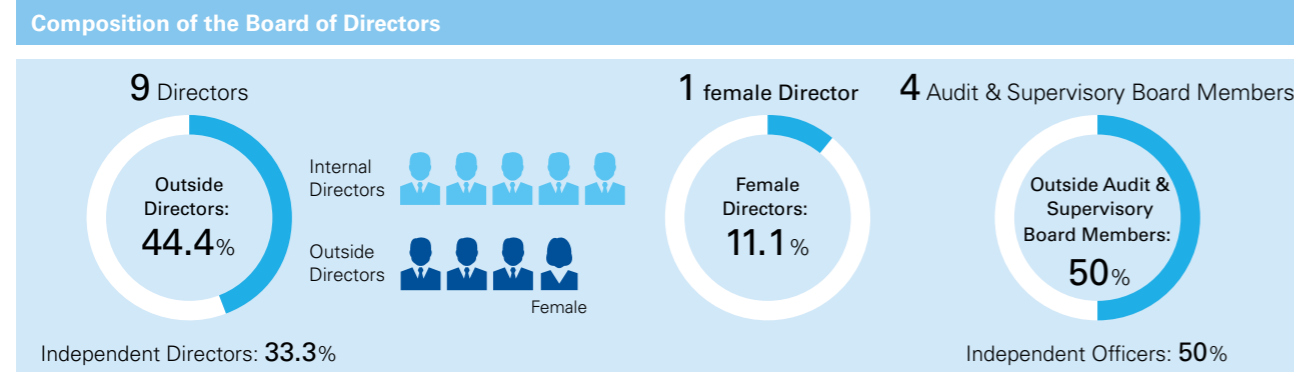 Composition of the Board of Directors
9 Directors
Outside
Directors:
44.4%
Independent Directors: 33.3%
Internal
Directors
Outside
Directors
Female
1 female Director
Female
Directors:
11.1%
4 Audit & Supervisory Board Members
Outside Audit &
Supervisory
Board Members:
50%
Independent Officers: 50%